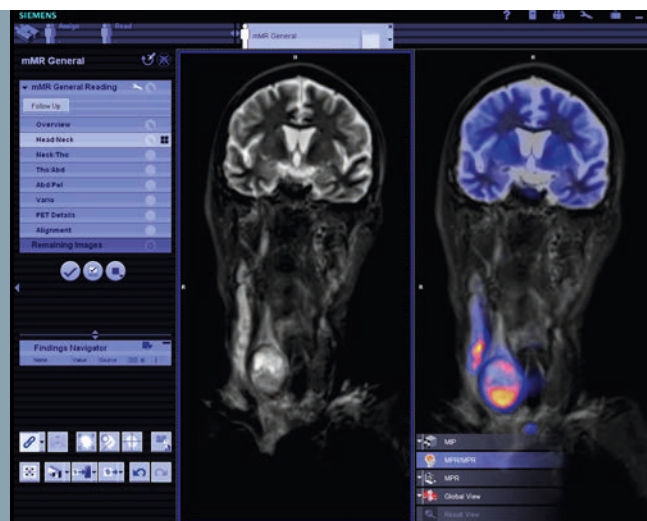 SIEMENS
?
Assign
Read
mMR General
mMR General
mMR General Reading
Follow Up
Overview
Head Neck
Neck Tho
Tho Abd
Abd Pel
Vario
PET Details
Alignment
Remaining Images
Findings Navigator
Name Value Source
H
H
R
R
MIP
MPR/MPR
MPR
Global View
Result View